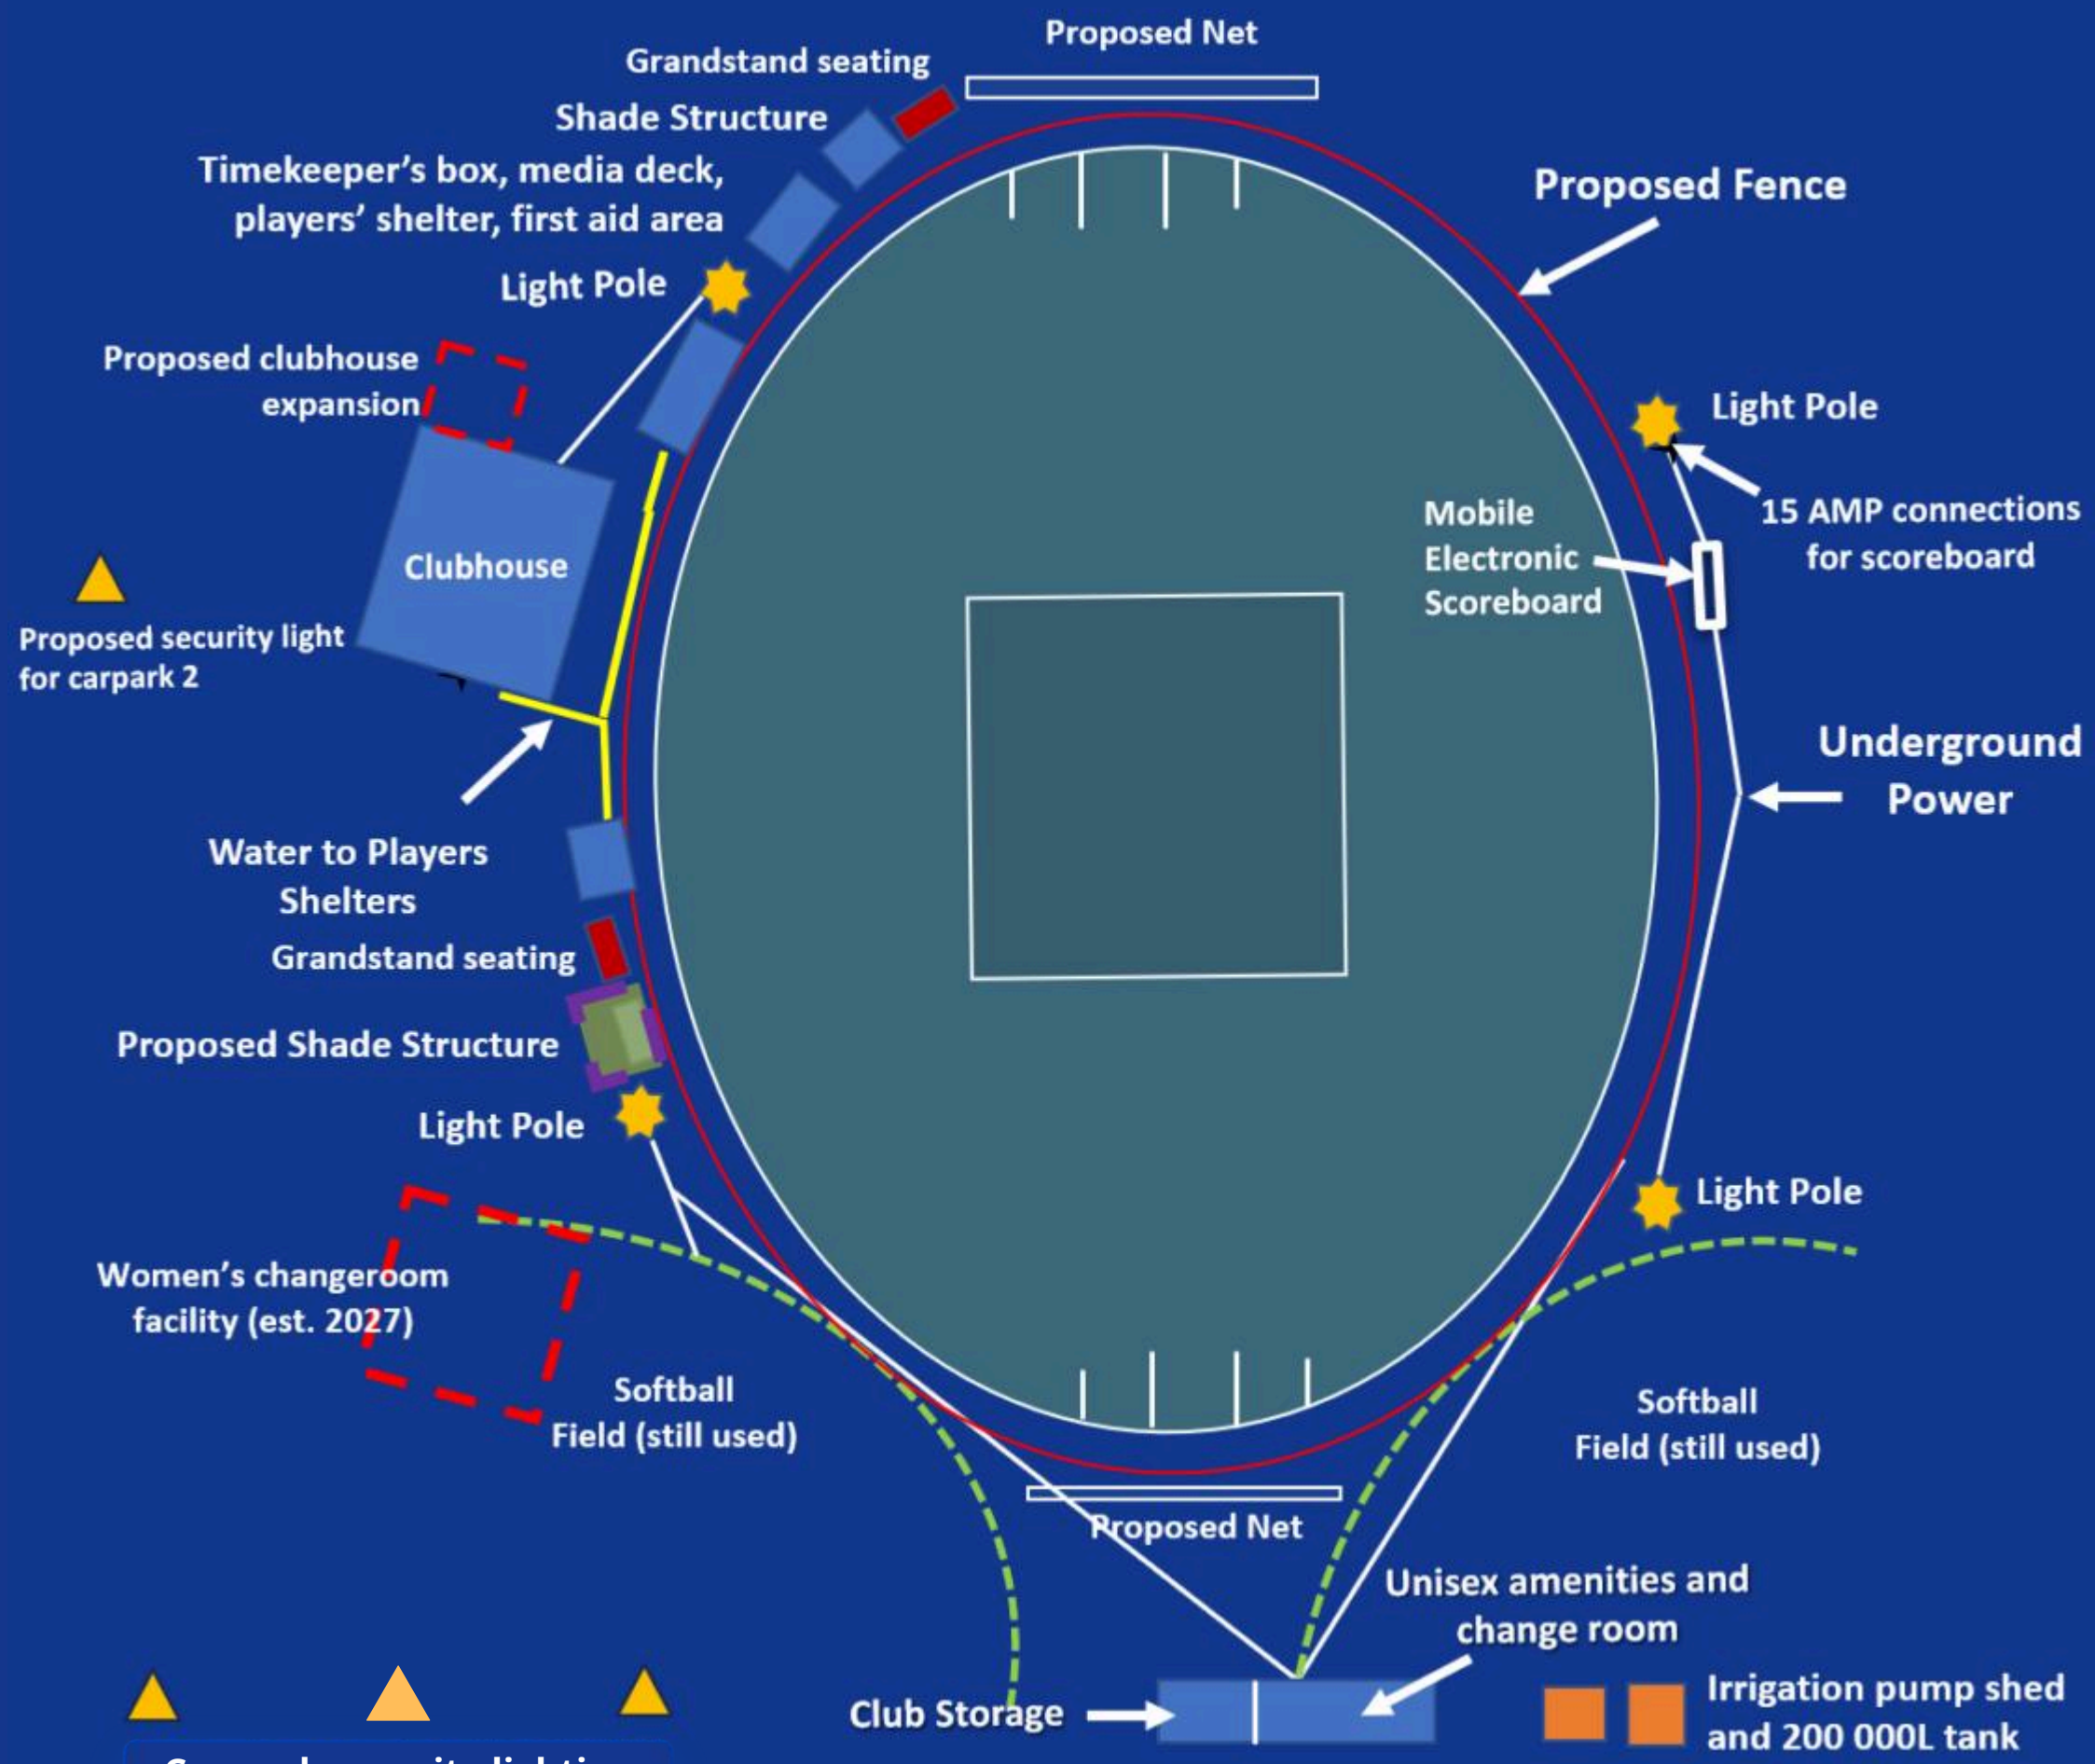 Proposed Net
Grandstand seating
Shade Structure
Timekeeper’s box, media deck,
players’ shelter, first aid area
Proposed Fence
Light Pole
Proposed clubhouse
expansion
Light Pole
Mobile
Electronic
Scoreboard
15 AMP connections
for scoreboard
Clubhouse
Proposed security light
for carpark 2
Underground
Power
Water to Players
Shelters
Grandstand seating
Proposed Shade Structure
Light Pole
Light Pole
Women’s changeroom
facility (est. 2027)
Softball
Field (still used)
Softball
Field (still used)
Proposed Net
Unisex amenities and
change room
Club Storage
Irrigation pump shed
and 200 000L tank